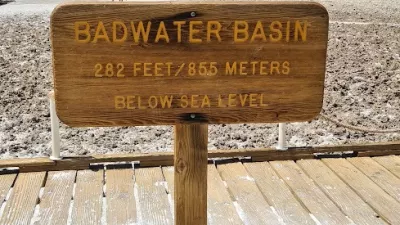 BADWATER BASIN
282 FEET/855 METERS
BELOW SEA LEVEL